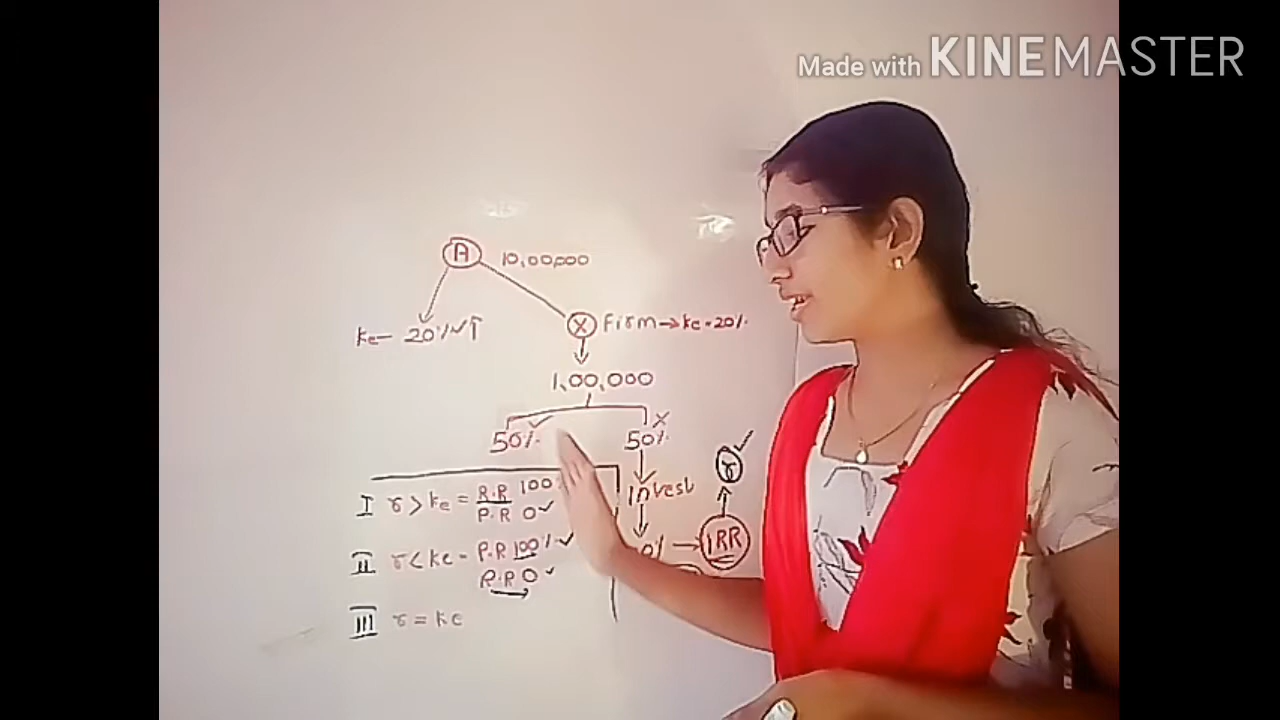 Made with KINEMASTER
A 10,00,000
Ke - 20% ✓↑
X Firm → Ke = 20%
1,00,000
50% ✓ 50% X
Invest
0% → IRR
r ✓
I r > Ke = R.R 100
P.R 0 ✓
II r < Ke - P.R 100% ✓
R.R 0 ✓
III r = Ke